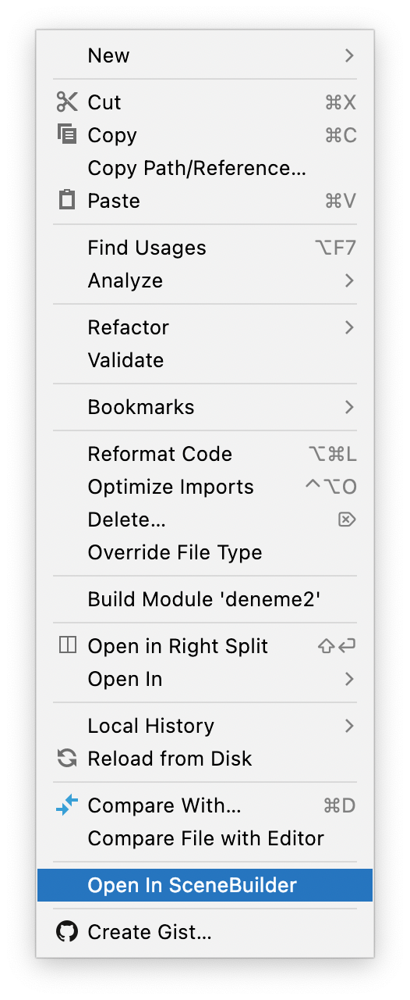 New
Cut ⌘X
Copy ⌘C
Copy Path/Reference...
Paste ⌘V
Find Usages ⌥F7
Analyze
Refactor
Validate
Bookmarks
Reformat Code ⌥⌘L
Optimize Imports ^⌥O
Delete... ⌦
Override File Type
Build Module 'deneme2'
Open in Right Split ⇧↩
Open In
Local History
Reload from Disk
Compare With... ⌘D
Compare File with Editor
Open In SceneBuilder
Create Gist...